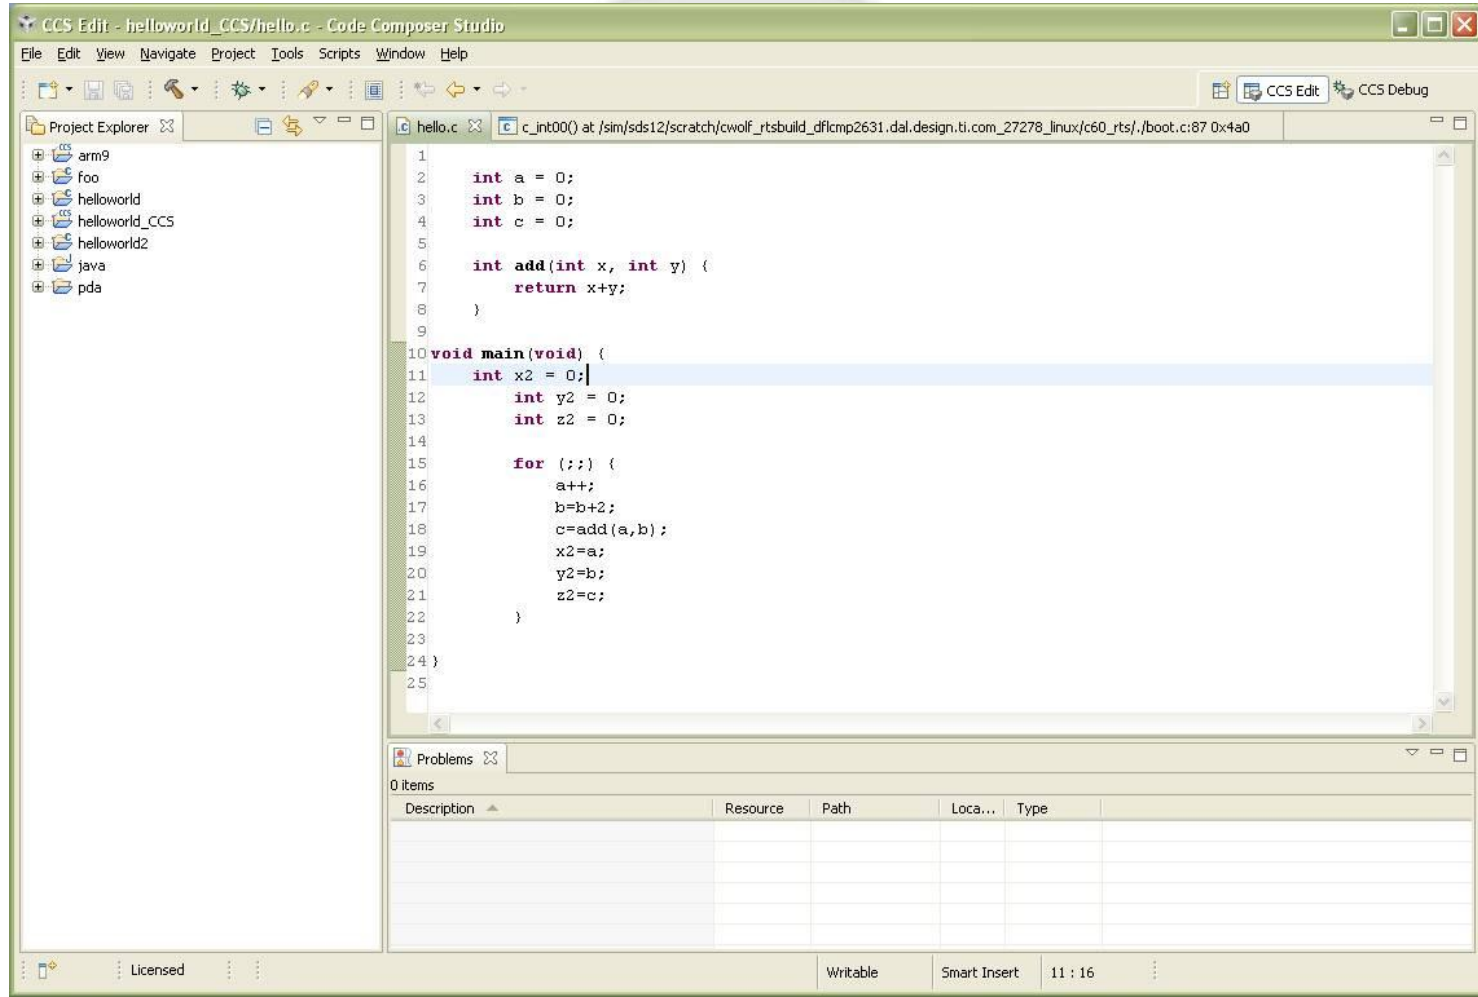 CCS Edit - helloworld_CCS/hello.c - Code Composer Studio
File Edit View Navigate Project Tools Scripts Window Help
CCS Edit CCS Debug
Project Explorer
arm9
foo
helloworld
helloworld_CCS
helloworld2
java
pda
hello.c c_int00() at /sim/sds12/scratch/cwolf_rtsbuild_dflcmp2631.dal.design.ti.com_27278_linux/c60_rts/./boot.c:87 0x4a0
1
2 int a = 0;
3 int b = 0;
4 int c = 0;
5
6 int add(int x, int y) {
7 return x+y;
8 }
9
10 void main(void) {
11 int x2 = 0;
12 int y2 = 0;
13 int z2 = 0;
14
15 for (;;) {
16 a++;
17 b=b+2;
18 c=add(a,b);
19 x2=a;
20 y2=b;
21 z2=c;
22 }
23
24 }
25
Problems
0 items
Description Resource Path Loca... Type
Licensed Writable Smart Insert 11 : 16